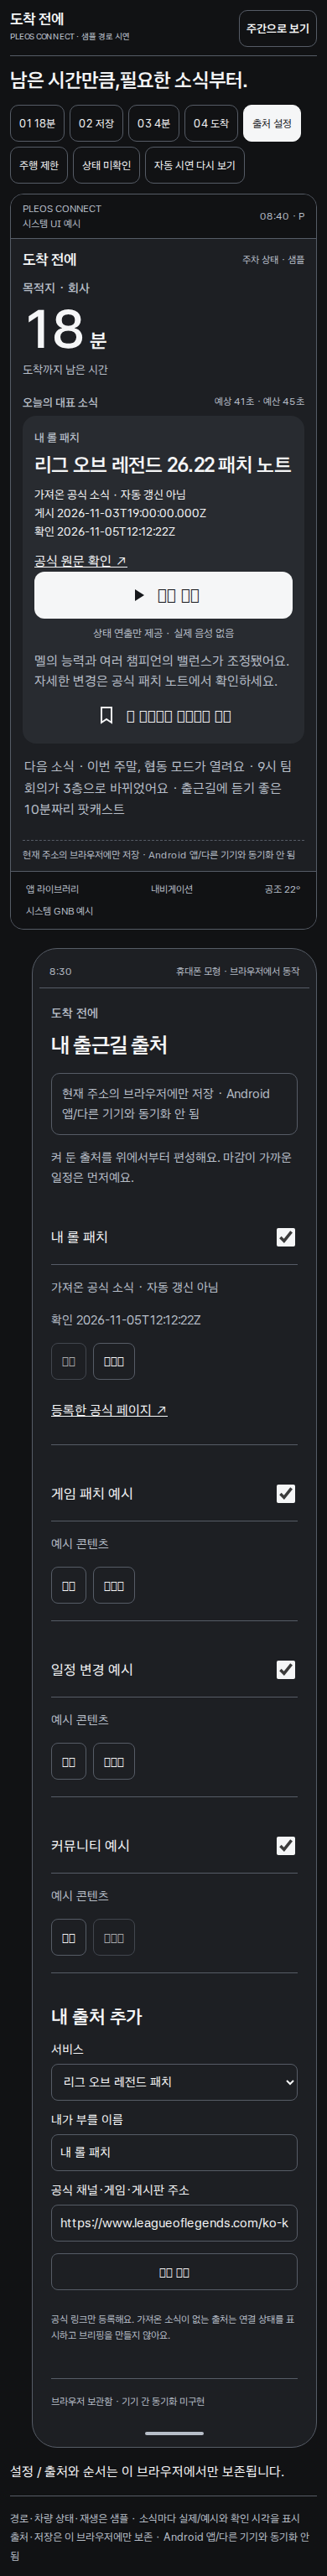 도착 전에
PLEOS CONNECT · 샘플 경로 시연
주간으로 보기
남은 시간만큼,필요한 소식부터.
01 18분
02 저장
03 4분
04 도착
출처 설정
주행 제한
상태 미확인
자동 시연 다시 보기
PLEOS CONNECT
시스템 UI 예시
08:40 · P
도착 전에
주차 상태 · 샘플
목적지 · 회사
18 분
도착까지 남은 시간
오늘의 대표 소식
예상 41초 · 예산 45초
내 롤 패치
리그 오브 레전드 26.22 패치 노트
가져온 공식 소식 · 자동 갱신 아님
게시 2026-11-03T19:00:00.000Z
확인 2026-11-05T12:12:22Z
공식 원문 확인 ↗
상태 연출만 제공 · 실제 음성 없음
멜의 능력과 여러 챔피언의 밸런스가 조정됐어요.
자세한 변경은 공식 패치 노트에서 확인하세요.
다음 소식 · 이번 주말, 협동 모드가 열려요 · 9시 팀
회의가 3층으로 바뀌었어요 · 출근길에 듣기 좋은
10분짜리 팟캐스트
현재 주소의 브라우저에만 저장 · Android 앱/다른 기기와 동기화 안 됨
앱 라이브러리
내비게이션
공조 22°
시스템 GNB 예시
8:30
휴대폰 모형 · 브라우저에서 동작
도착 전에
내 출근길 출처
현재 주소의 브라우저에만 저장 · Android
앱/다른 기기와 동기화 안 됨
켜 둔 출처를 위에서부터 편성해요. 마감이 가까운
일정은 먼저예요.
내 롤 패치
가져온 공식 소식 · 자동 갱신 아님
확인 2026-11-05T12:12:22Z
등록한 공식 페이지 ↗
게임 패치 예시
예시 콘텐츠
일정 변경 예시
예시 콘텐츠
커뮤니티 예시
예시 콘텐츠
내 출처 추가
서비스
리그 오브 레전드 패치
내가 부를 이름
내 롤 패치
공식 채널·게임·게시판 주소
https://www.leagueoflegends.com/ko-k
공식 링크만 등록해요. 가져온 소식이 없는 출처는 연결 상태를 표
시하고 브리핑을 만들지 않아요.
브라우저 보관함 · 기기 간 동기화 미구현
설정 / 출처와 순서는 이 브라우저에서만 보존됩니다.
경로·차량 상태·재생은 샘플 · 소식마다 실제/예시와 확인 시각을 표시
출처·저장은 이 브라우저에만 보존 · Android 앱/다른 기기와 동기화 안
됨